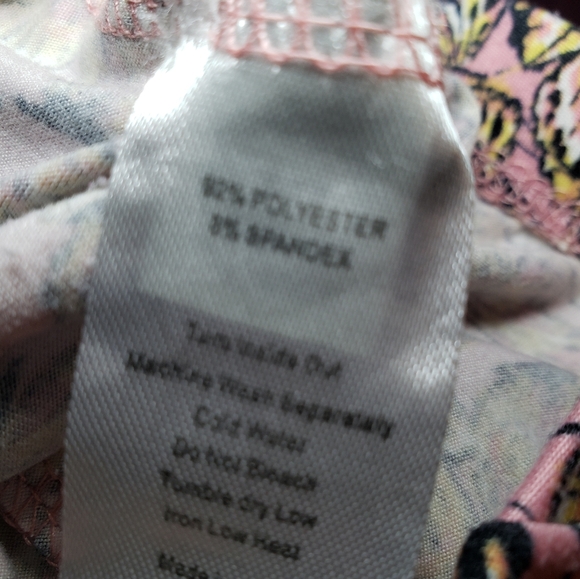 92% POLYESTER
8% SPANDEX
Turn Inside Out
Machine Wash Separately
Cold Water
Do Not Bleach
Tumble dry Low
Iron Low Heat
Made